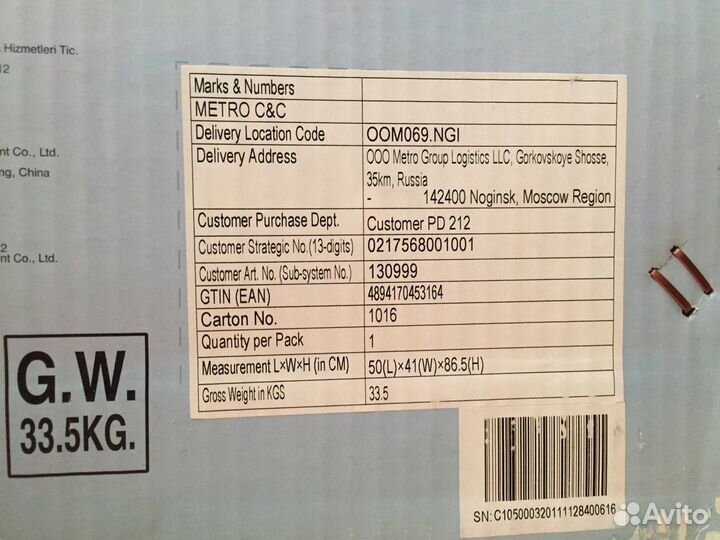 Hizmetleri Tic.
12
nt Co., Ltd.
ng, China
2
nt Co., Ltd.
Marks & Numbers
METRO C&C
Delivery Location Code OOM069.NGI
Delivery Address OOO Metro Group Logistics LLC, Gorkovskoye Shosse,
35km, Russia
- 142400 Noginsk, Moscow Region
Customer Purchase Dept. Customer PD 212
Customer Strategic No.(13-digits) 0217568001001
Customer Art. No. (Sub-system No.) 130999
GTIN (EAN) 4894170453164
Carton No. 1016
Quantity per Pack 1
Measurement L×W×H (in CM) 50(L)×41(W)×86.5(H)
Gross Weight in KGS 33.5
G.W.
33.5KG.
SN: C105000320111128400616
Avito